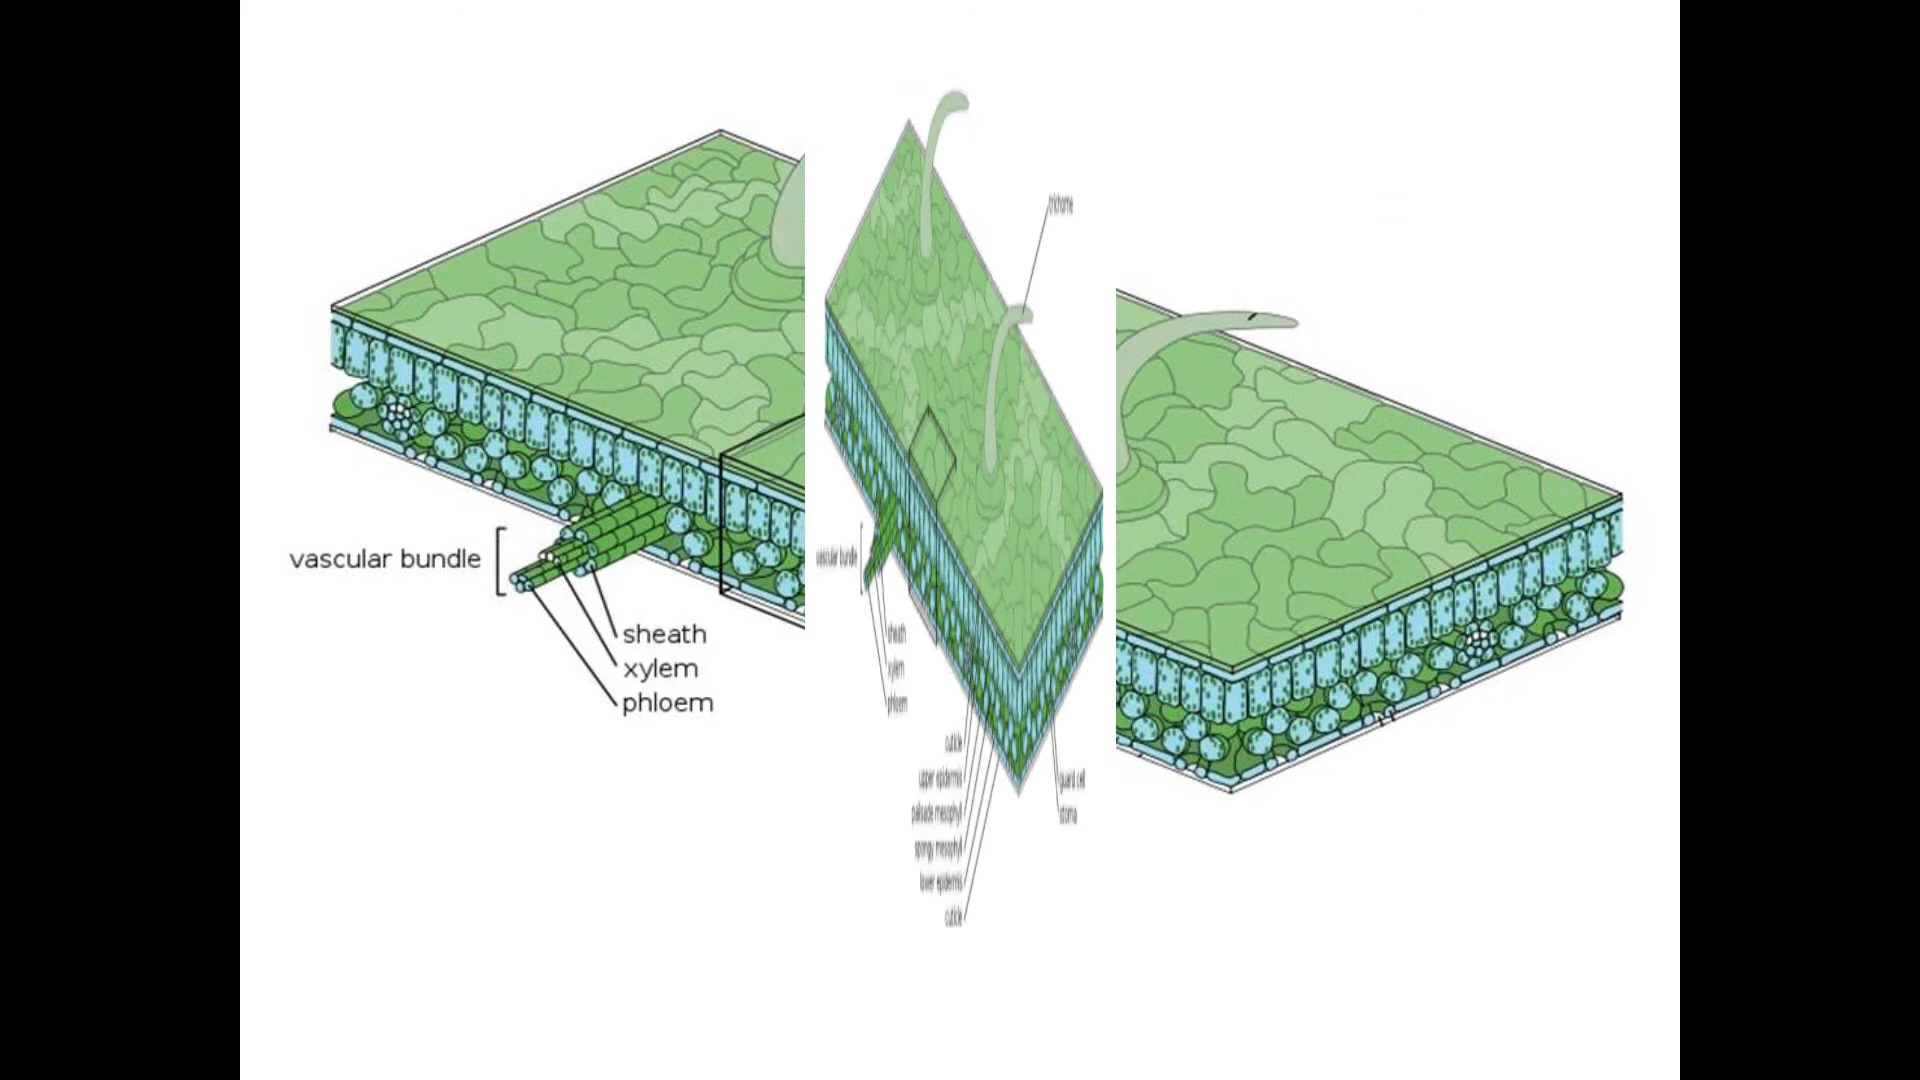 vascular bundle
sheath
xylem
phloem
trichome
vascular bundle
sheath
xylem
phloem
cuticle
upper epidermis
palisade mesophyll
spongy mesophyll
lower epidermis
cuticle
guard cell
stoma